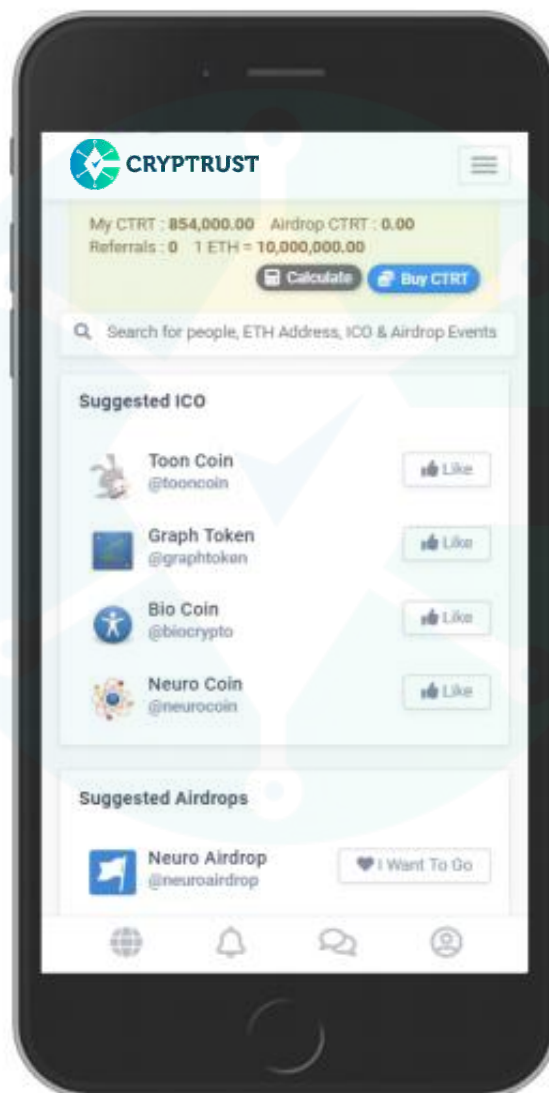 CRYPTRUST
My CTRT : 854,000.00 Airdrop CTRT : 0.00
Referrals : 0 1 ETH = 10,000,000.00
Calculate Buy CTRT
Search for people, ETH Address, ICO & Airdrop Events
Suggested ICO
Toon Coin
@tooncoin
Like
Graph Token
@graphtoken
Like
Bio Coin
@biocrypto
Like
Neuro Coin
@neurocoin
Like
Suggested Airdrops
Neuro Airdrop
@neuroairdrop
I Want To Go